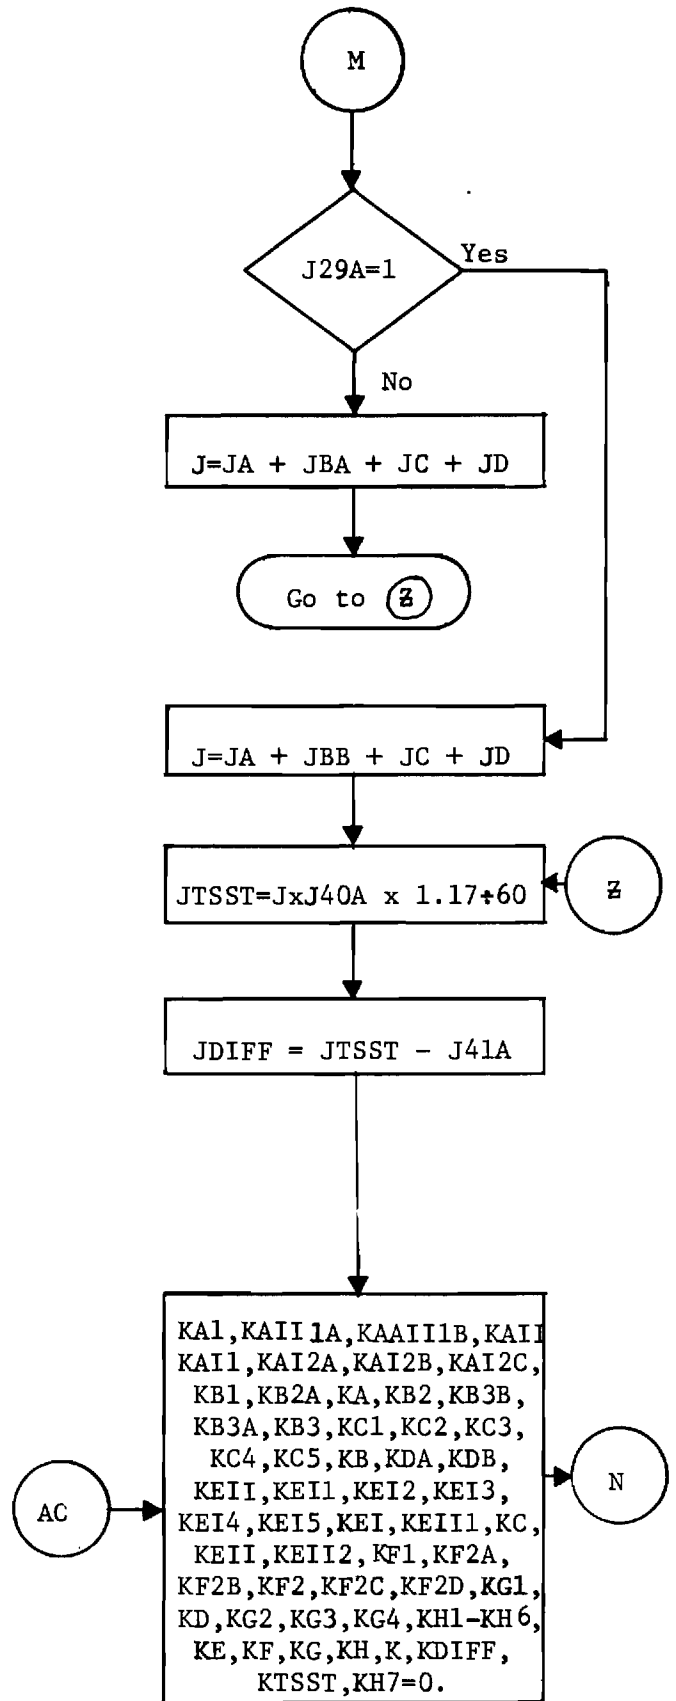 M
J29A=1
Yes
No
J=JA + JBA + JC + JD
Go to Z
J=JA + JBB + JC + JD
JTSST=JxJ40A x 1.17÷60
Z
JDIFF = JTSST - J41A
KA1,KAII1A,KAAII1B,KAII
KAI1,KAI2A,KAI2B,KAI2C,
KB1,KB2A,KA,KB2,KB3B,
KB3A,KB3,KC1,KC2,KC3,
KC4,KC5,KB,KDA,KDB,
KEII,KEI1,KEI2,KEI3,
KEI4,KEI5,KEI,KEII1,KC,
KEII,KEII2,KF1,KF2A,
KF2B,KF2,KF2C,KF2D,KG1,
KD,KG2,KG3,KG4,KH1-KH6,
KE,KF,KG,KH,K,KDIFF,
KTSST,KH7=0.
AC
N